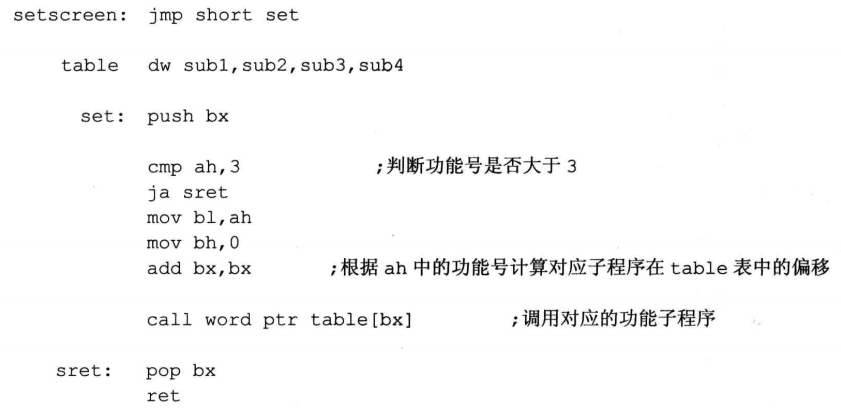 setscreen: jmp short set
table dw sub1,sub2,sub3,sub4
set: push bx
cmp ah,3 ;判断功能号是否大于 3
ja sret
mov bl,ah
mov bh,0
add bx,bx ;根据 ah 中的功能号计算对应子程序在 table 表中的偏移
call word ptr table[bx] ;调用对应的功能子程序
sret: pop bx
ret